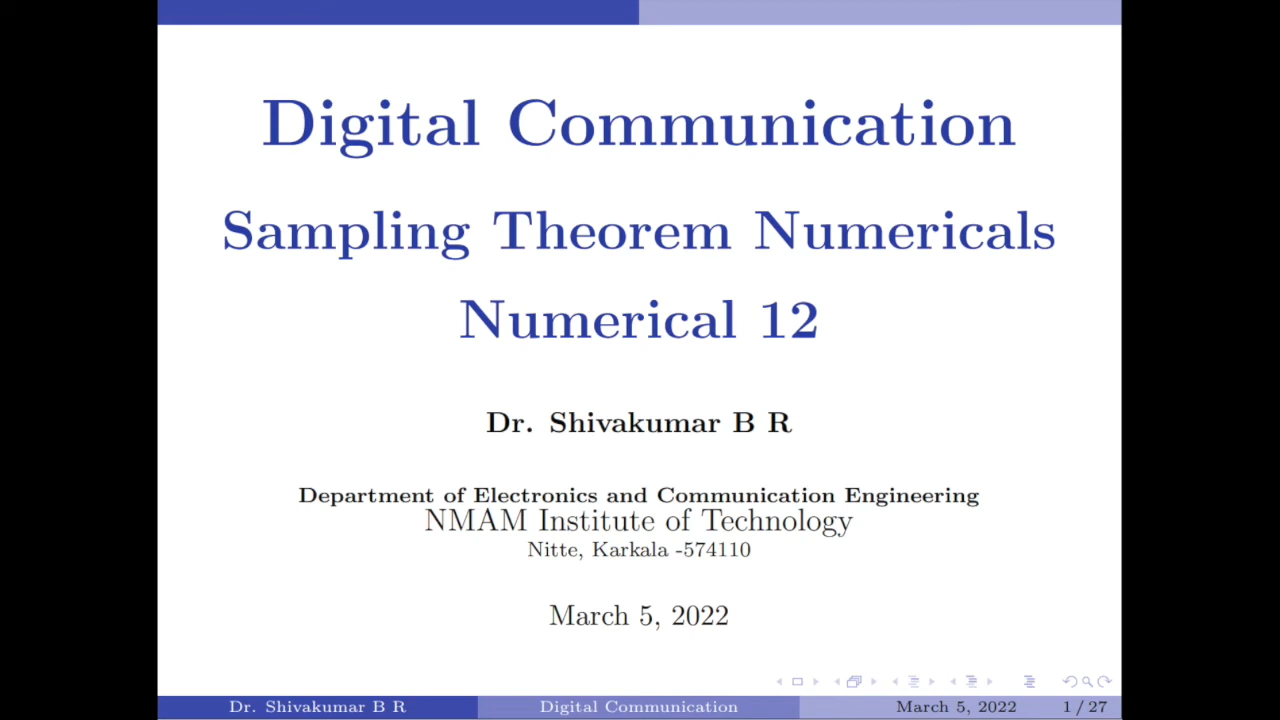 Digital Communication
Sampling Theorem Numericals
Numerical 12
Dr. Shivakumar B R
Department of Electronics and Communication Engineering
NMAM Institute of Technology
Nitte, Karkala -574110
March 5, 2022
Dr. Shivakumar B R Digital Communication March 5, 2022 1 / 27